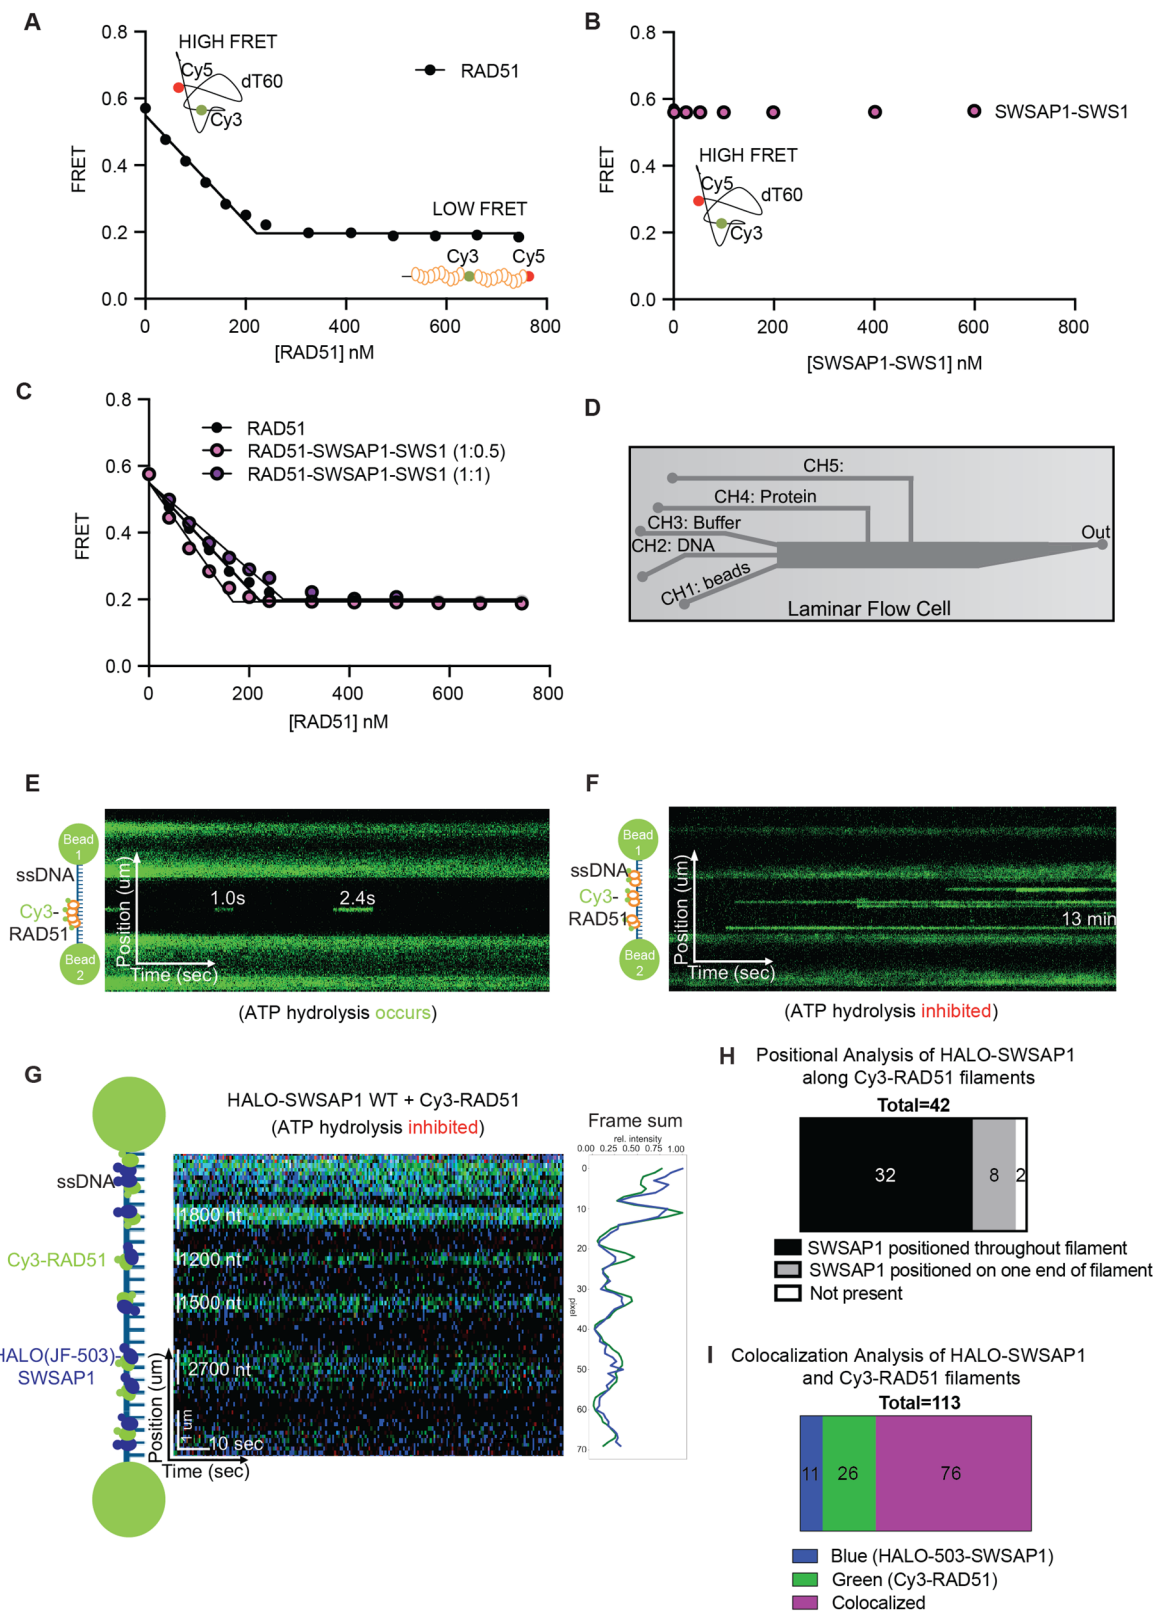 A
0.8
0.6
0.4
0.2
0.0
FRET
HIGH FRET
Cy5
dT60
Cy3
RAD51
LOW FRET
Cy3
Cy5
0
200
400
600
800
[RAD51] nM
B
0.8
0.6
0.4
0.2
0.0
FRET
SWSAP1-SWS1
HIGH FRET
Cy5
dT60
Cy3
0
200
400
600
800
[SWSAP1-SWS1] nM
C
0.8
0.6
0.4
0.2
0.0
FRET
RAD51
RAD51-SWSAP1-SWS1 (1:0.5)
RAD51-SWSAP1-SWS1 (1:1)
0
200
400
600
800
[RAD51] nM
D
CH5:
CH4: Protein
CH3: Buffer
CH2: DNA
CH1: beads
Out
Laminar Flow Cell
E
Bead
1
ssDNA
Cy3-
RAD51
Bead
2
Position (um)
1.0s
2.4s
Time (sec)
(ATP hydrolysis occurs)
F
Bead
1
ssDNA
Cy3-
RAD51
Bead
2
Position (um)
13 min
Time (sec)
(ATP hydrolysis inhibited)
G
HALO-SWSAP1 WT + Cy3-RAD51
(ATP hydrolysis inhibited)
ssDNA
Cy3-RAD51
HALO(JF-503)-
SWSAP1
1800 nt
1200 nt
1500 nt
2700 nt
Position (um)
1 um
10 sec
Time (sec)
Frame sum
rel. intensity
0.00 0.25 0.50 0.75 1.00
0
10
20
30
40
50
60
70
pixel
H
Positional Analysis of HALO-SWSAP1
along Cy3-RAD51 filaments
Total=42
32
8
2
SWSAP1 positioned throughout filament
SWSAP1 positioned on one end of filament
Not present
I
Colocalization Analysis of HALO-SWSAP1
and Cy3-RAD51 filaments
Total=113
11
26
76
Blue (HALO-503-SWSAP1)
Green (Cy3-RAD51)
Colocalized